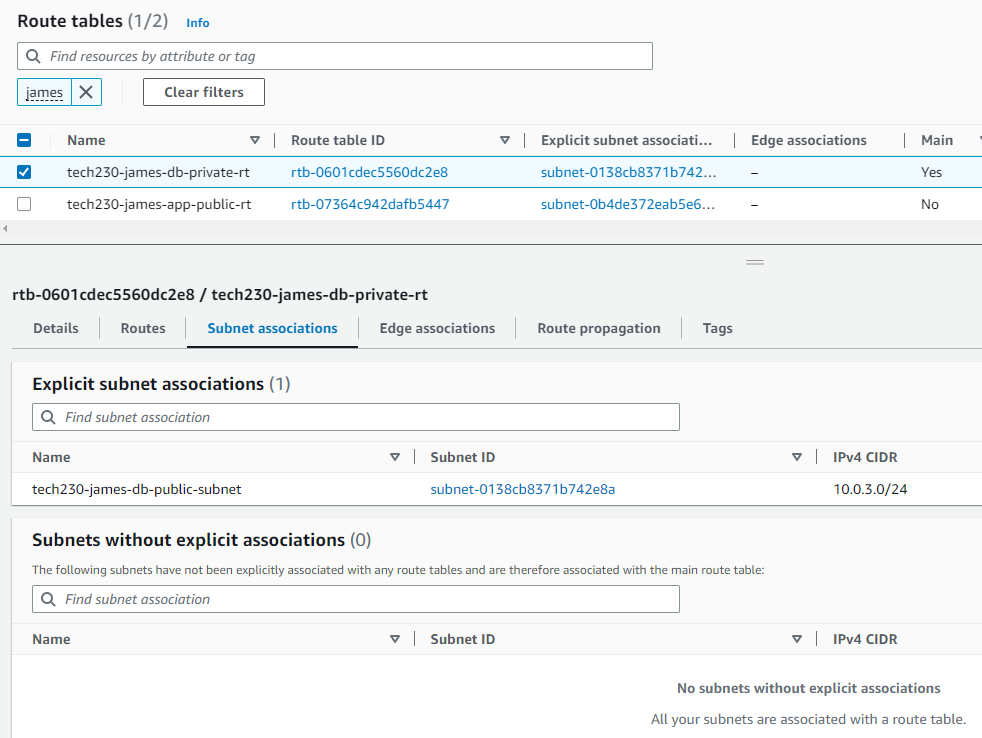 Route tables (1/2) Info
Find resources by attribute or tag
james Clear filters
Name Route table ID Explicit subnet associati... Edge associations Main
tech230-james-db-private-rt rtb-0601cdec5560dc2e8 subnet-0138cb8371b742... – Yes
tech230-james-app-public-rt rtb-07364c942dafb5447 subnet-0b4de372eab5e6... – No
rtb-0601cdec5560dc2e8 / tech230-james-db-private-rt
Details Routes Subnet associations Edge associations Route propagation Tags
Explicit subnet associations (1)
Find subnet association
Name Subnet ID IPv4 CIDR
tech230-james-db-public-subnet subnet-0138cb8371b742e8a 10.0.3.0/24
Subnets without explicit associations (0)
The following subnets have not been explicitly associated with any route tables and are therefore associated with the main route table:
Find subnet association
Name Subnet ID IPv4 CIDR
No subnets without explicit associations
All your subnets are associated with a route table.